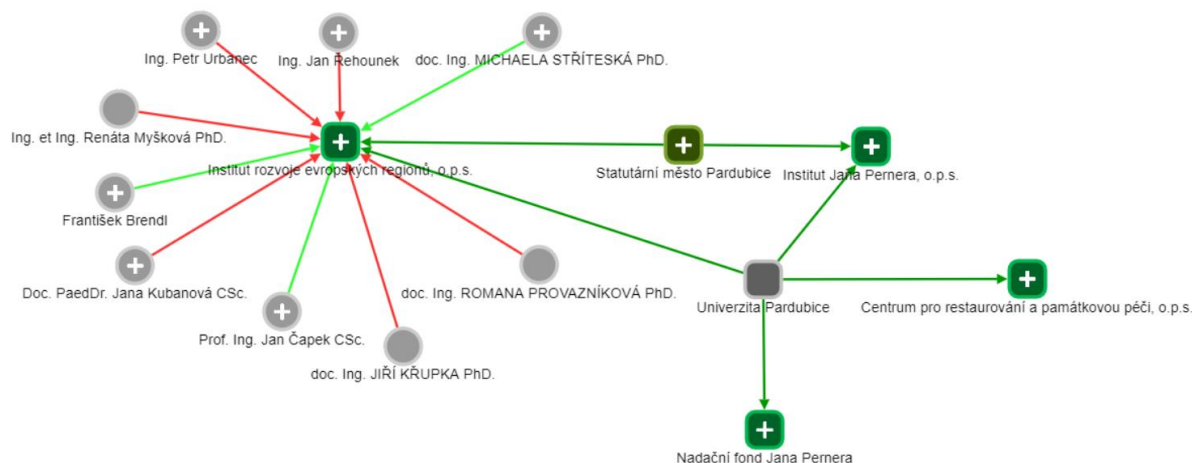 Ing. Petr Urbanec
Ing. Jan Řehounek
doc. Ing. MICHAELA STŘÍTESKÁ PhD.
Ing. et Ing. Renáta Myšková PhD.
Institut rozvoje evropských regionů, o.p.s.
Statutární město Pardubice
Institut Jana Pernera, o.p.s.
František Brendl
Doc. PaedDr. Jana Kubanová CSc.
doc. Ing. ROMANA PROVAZNÍKOVÁ PhD.
Univerzita Pardubice
Centrum pro restaurování a památkovou péči, o.p.s.
Prof. Ing. Jan Čapek CSc.
doc. Ing. JIŘÍ KŘUPKA PhD.
Nadační fond Jana Pernera